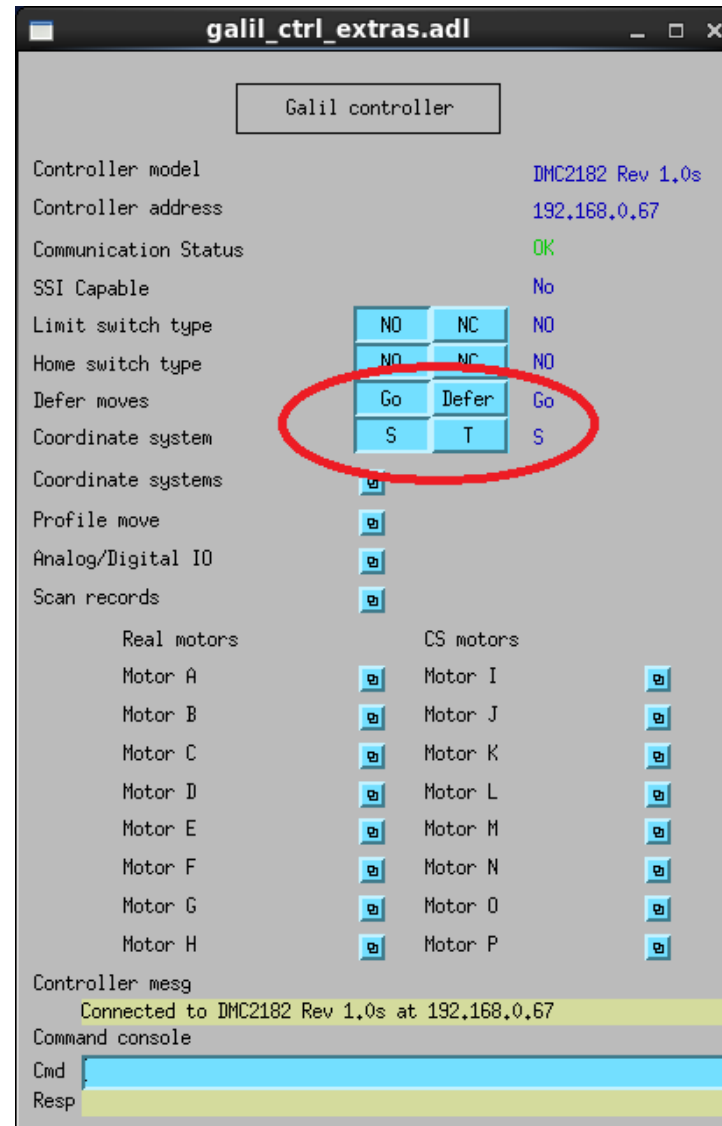 galil_ctrl_extras.adl
Galil controller
Controller model DMC2182 Rev 1.0s
Controller address 192.168.0.67
Communication Status OK
SSI Capable No
Limit switch type NO NC NO
Home switch type NO NC NO
Defer moves Go Defer Go
Coordinate system S T S
Coordinate systems
Profile move
Analog/Digital IO
Scan records
Real motors CS motors
Motor A Motor I
Motor B Motor J
Motor C Motor K
Motor D Motor L
Motor E Motor M
Motor F Motor N
Motor G Motor O
Motor H Motor P
Controller mesg
Connected to DMC2182 Rev 1.0s at 192.168.0.67
Command console
Cmd
Resp